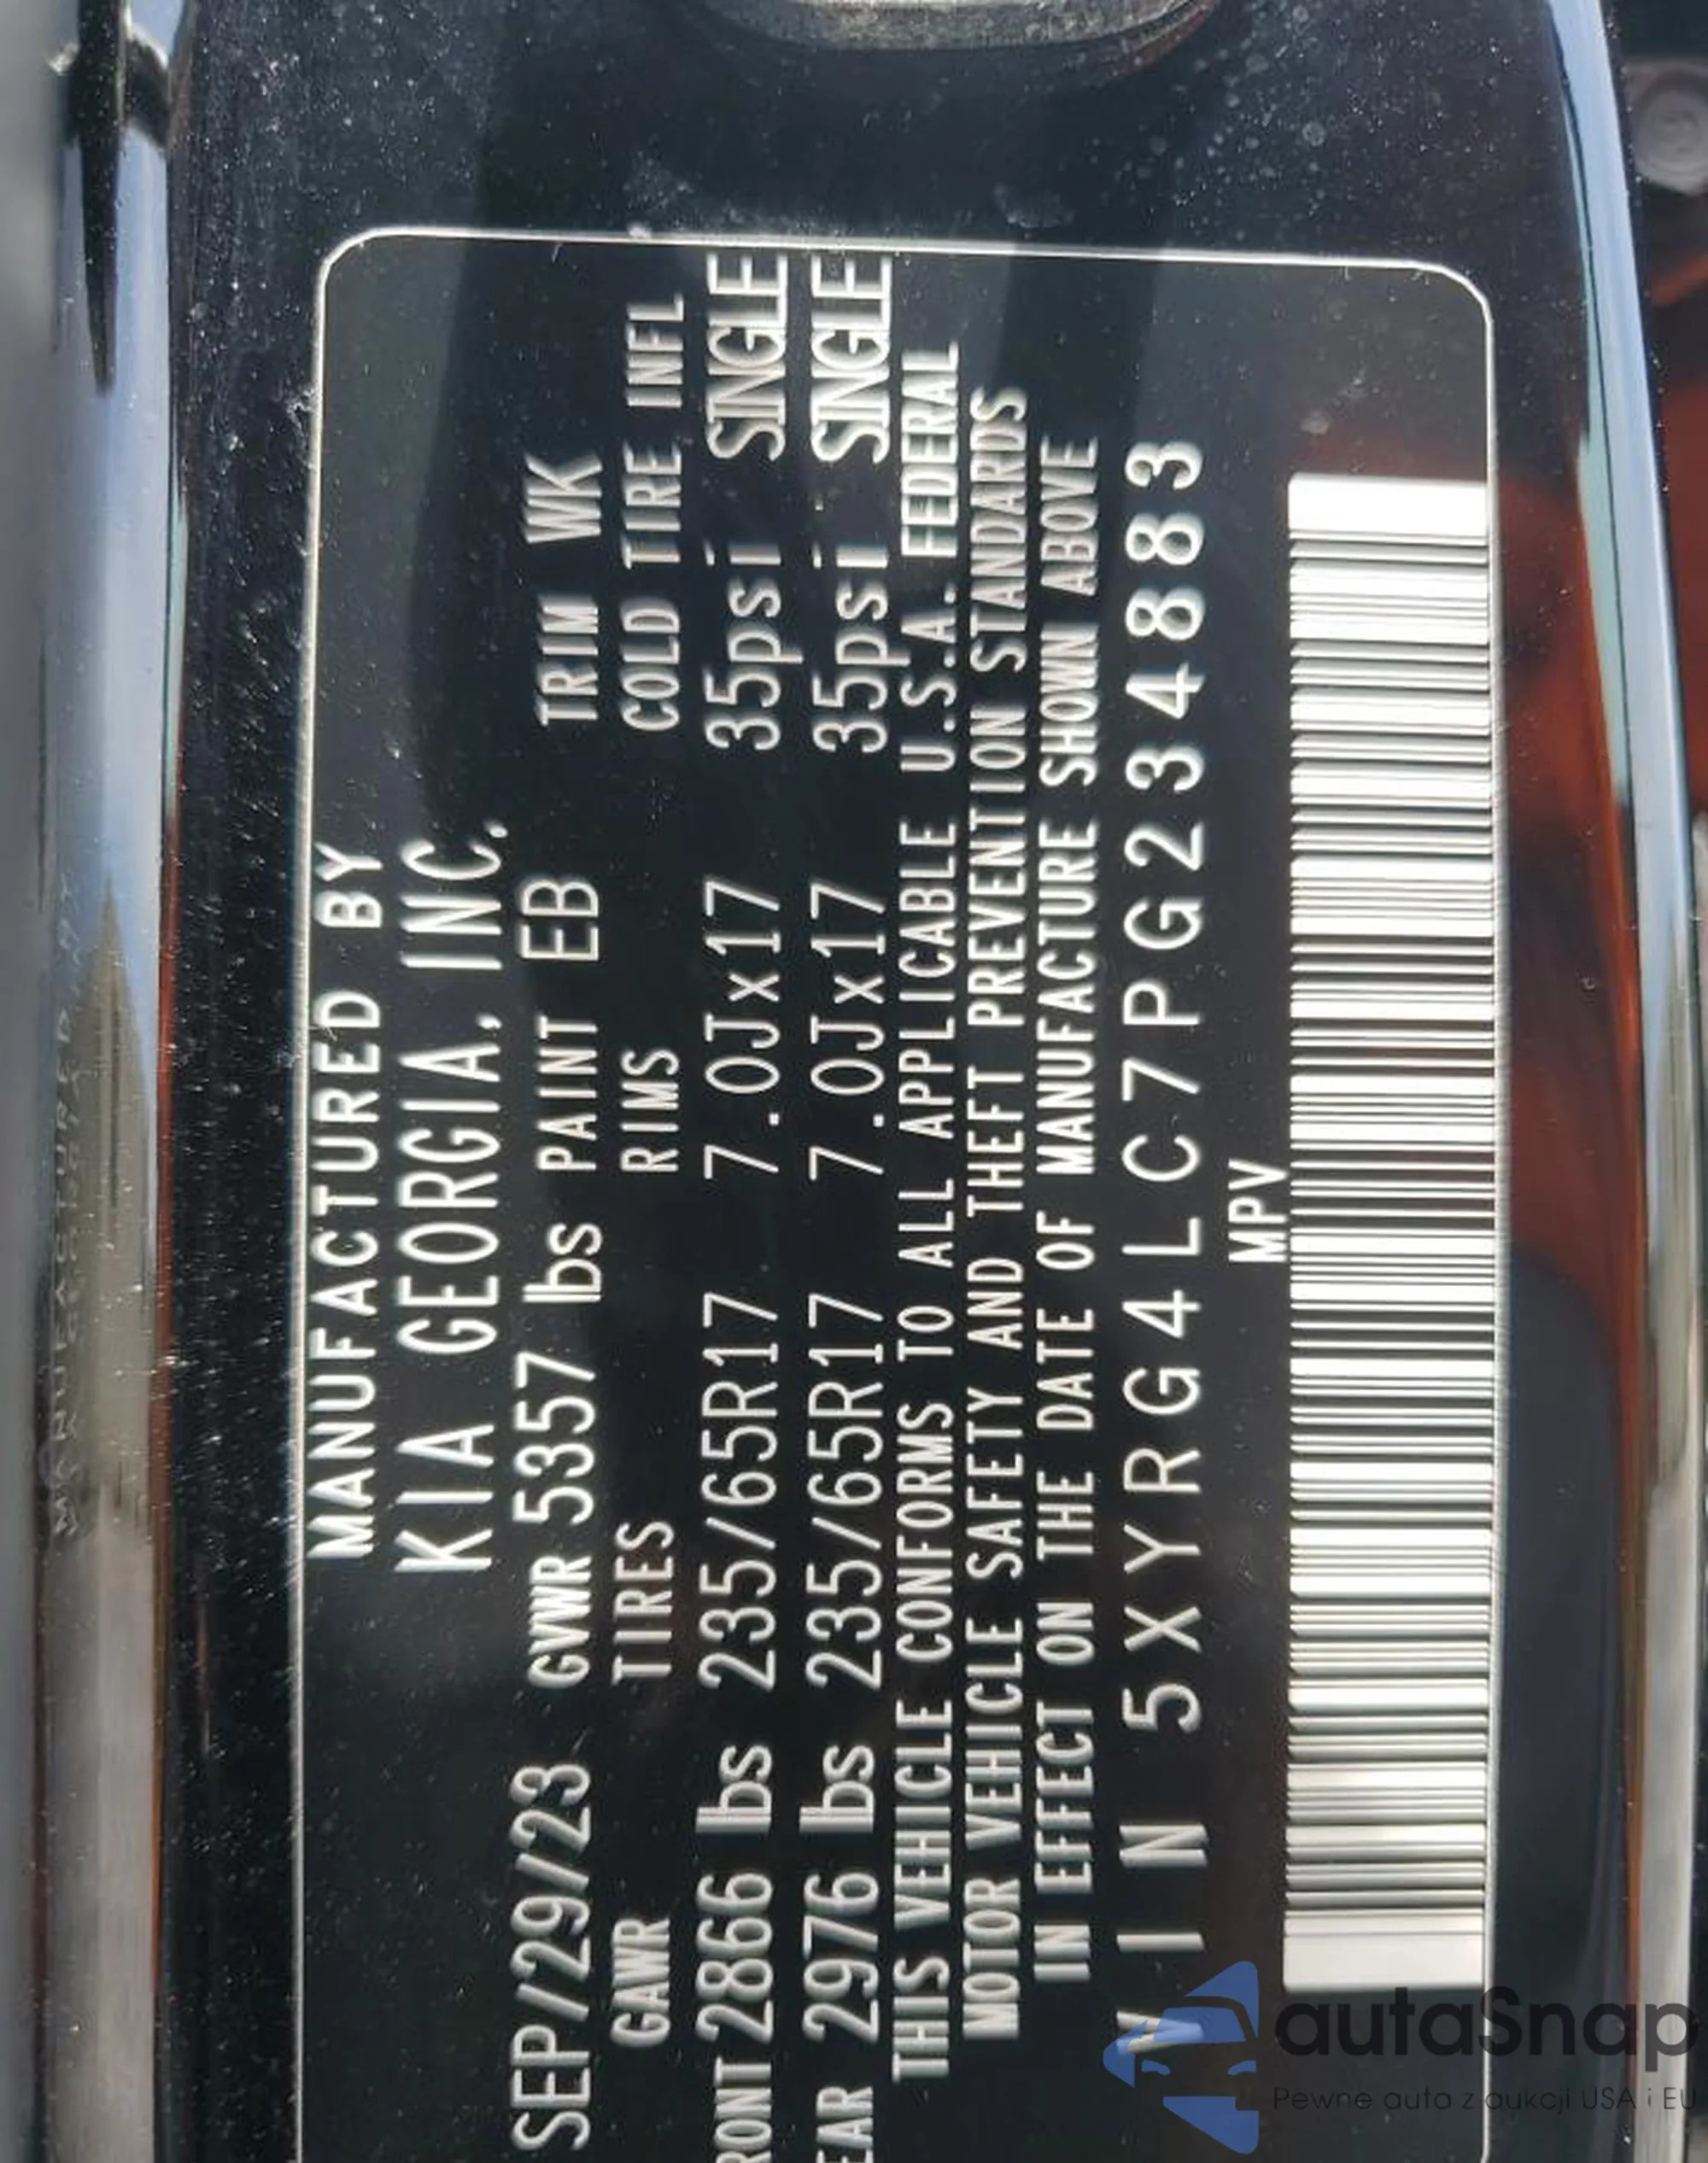 MANUFACTURED BY
KIA GEORGIA, INC.
SEP/29/23 GVWR 5357 lbs PAINT EB TRIM WK
GAWR TIRES RIMS COLD TIRE INFL
RONT 2866 lbs 235/65R17 7.0Jx17 35psi SINGLE
EAR 2976 lbs 235/65R17 7.0Jx17 35psi SINGLE
THIS VEHICLE CONFORMS TO ALL APPLICABLE U.S.A. FEDERAL
MOTOR VEHICLE SAFETY AND THEFT PREVENTION STANDARDS
IN EFFECT ON THE DATE OF MANUFACTURE SHOWN ABOVE
V I N 5XYRG4LC7PG234883
MPV
autaSnap
Pewne auta z aukcji USA i EU